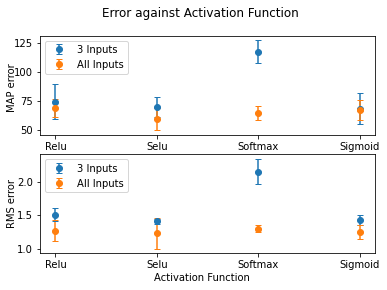 Error against Activation Function
MAP error
125
100
75
50
3 Inputs
All Inputs
Relu Selu Softmax Sigmoid
RMS error
2.0
1.5
1.0
3 Inputs
All Inputs
Relu Selu Softmax Sigmoid
Activation Function